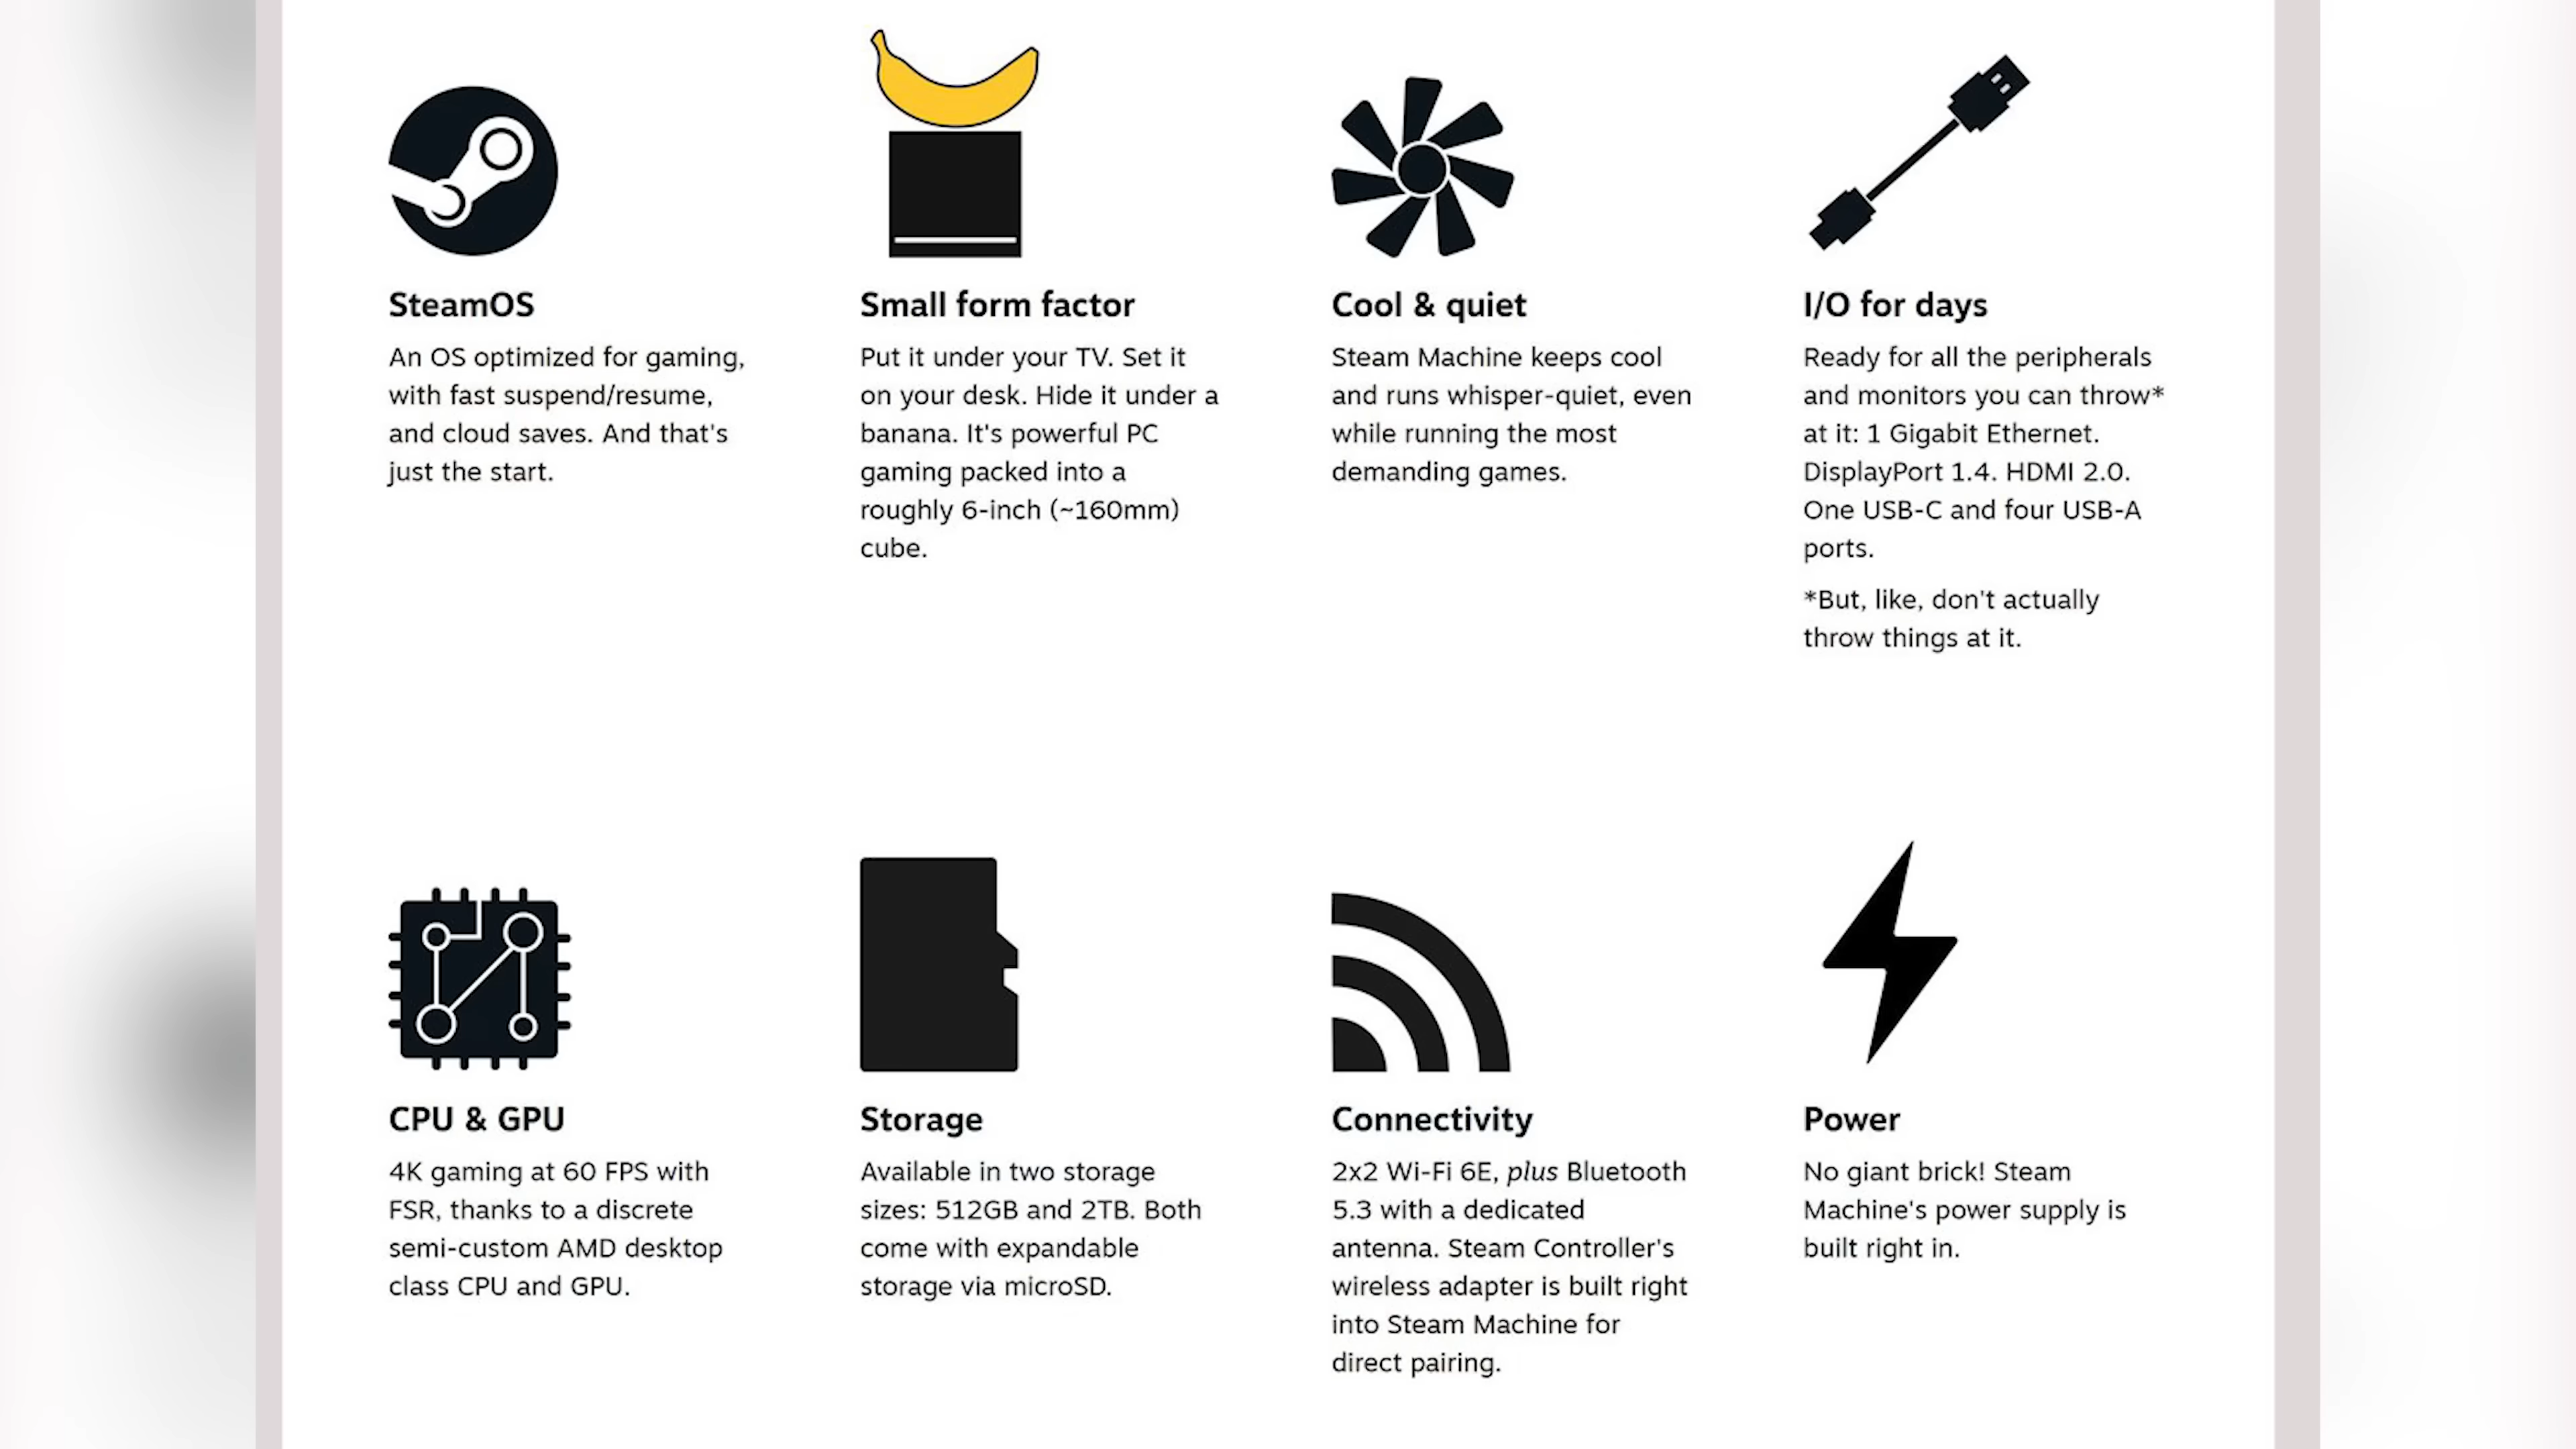 SteamOS
An OS optimized for gaming,
with fast suspend/resume,
and cloud saves. And that's
just the start.
Small form factor
Put it under your TV. Set it
on your desk. Hide it under a
banana. It's powerful PC
gaming packed into a
roughly 6-inch (~160mm)
cube.
Cool & quiet
Steam Machine keeps cool
and runs whisper-quiet, even
while running the most
demanding games.
I/O for days
Ready for all the peripherals
and monitors you can throw*
at it: 1 Gigabit Ethernet.
DisplayPort 1.4. HDMI 2.0.
One USB-C and four USB-A
ports.
*But, like, don't actually
throw things at it.
CPU & GPU
4K gaming at 60 FPS with
FSR, thanks to a discrete
semi-custom AMD desktop
class CPU and GPU.
Storage
Available in two storage
sizes: 512GB and 2TB. Both
come with expandable
storage via microSD.
Connectivity
2x2 Wi-Fi 6E, plus Bluetooth
5.3 with a dedicated
antenna. Steam Controller's
wireless adapter is built right
into Steam Machine for
direct pairing.
Power
No giant brick! Steam
Machine's power supply is
built right in.